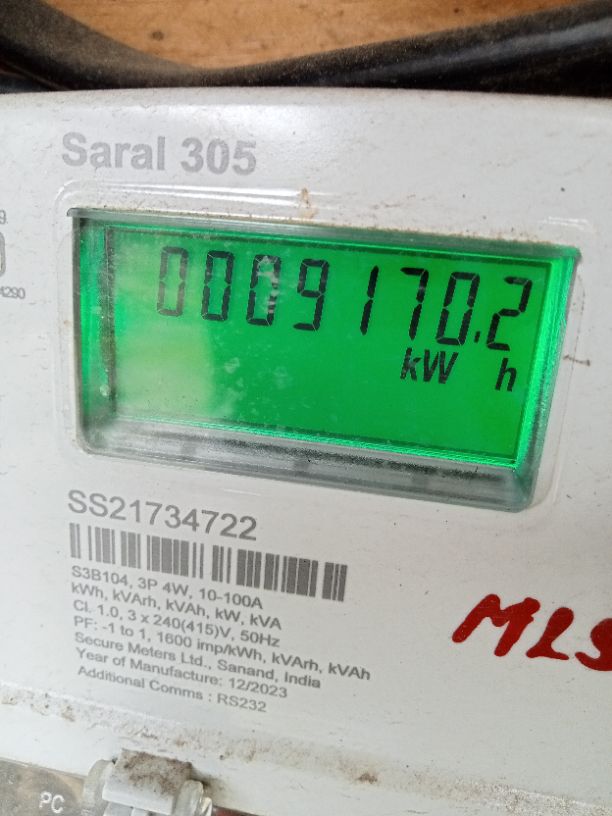 Saral 305
9.
4290
0009170.2
kW h
SS21734722
S3B104, 3P 4W, 10-100A
kWh, kVArh, kVAh, kW, kVA
Cl. 1.0, 3 x 240(415)V, 50Hz
PF: -1 to 1, 1600 imp/kWh, kVArh, kVAh
Secure Meters Ltd., Sanand, India
Year of Manufacture: 12/2023
Additional Comms : RS232
PC